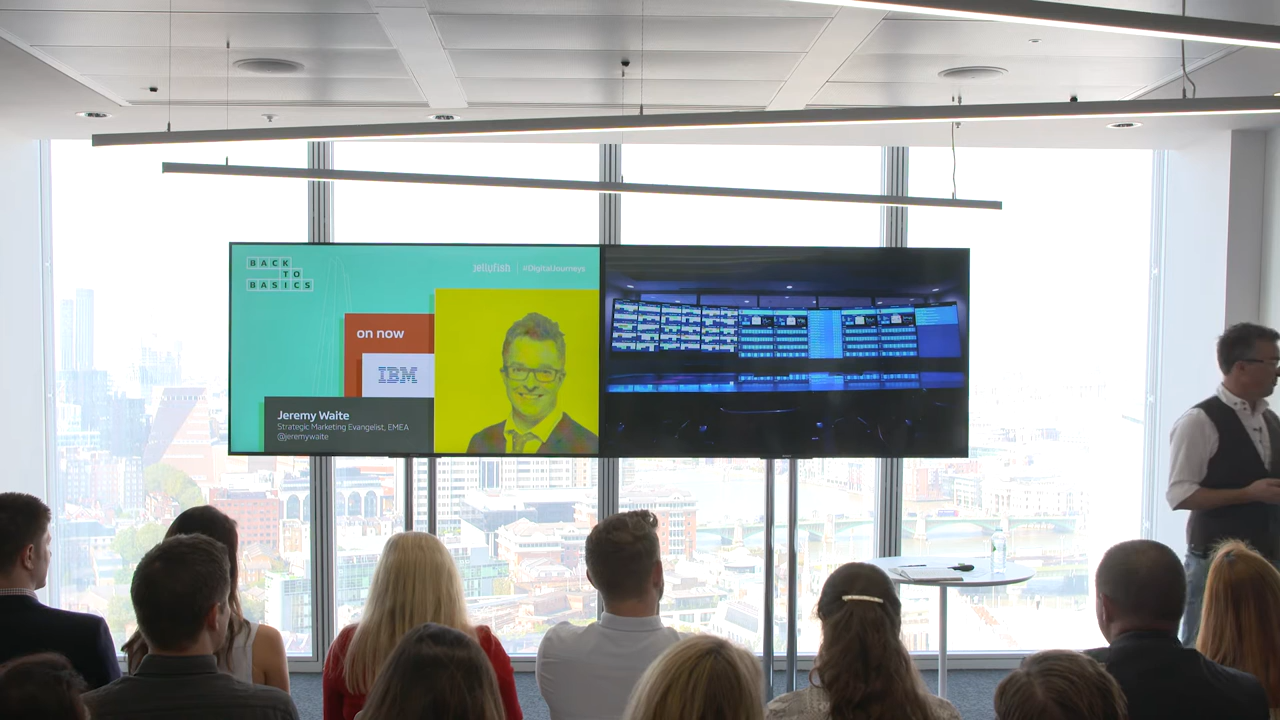 BACK
TO
BASICS
Jellyfish | #DigitalJourneys
on now
IBM
Jeremy Waite
Strategic Marketing Evangelist, EMEA
@jeremywaite